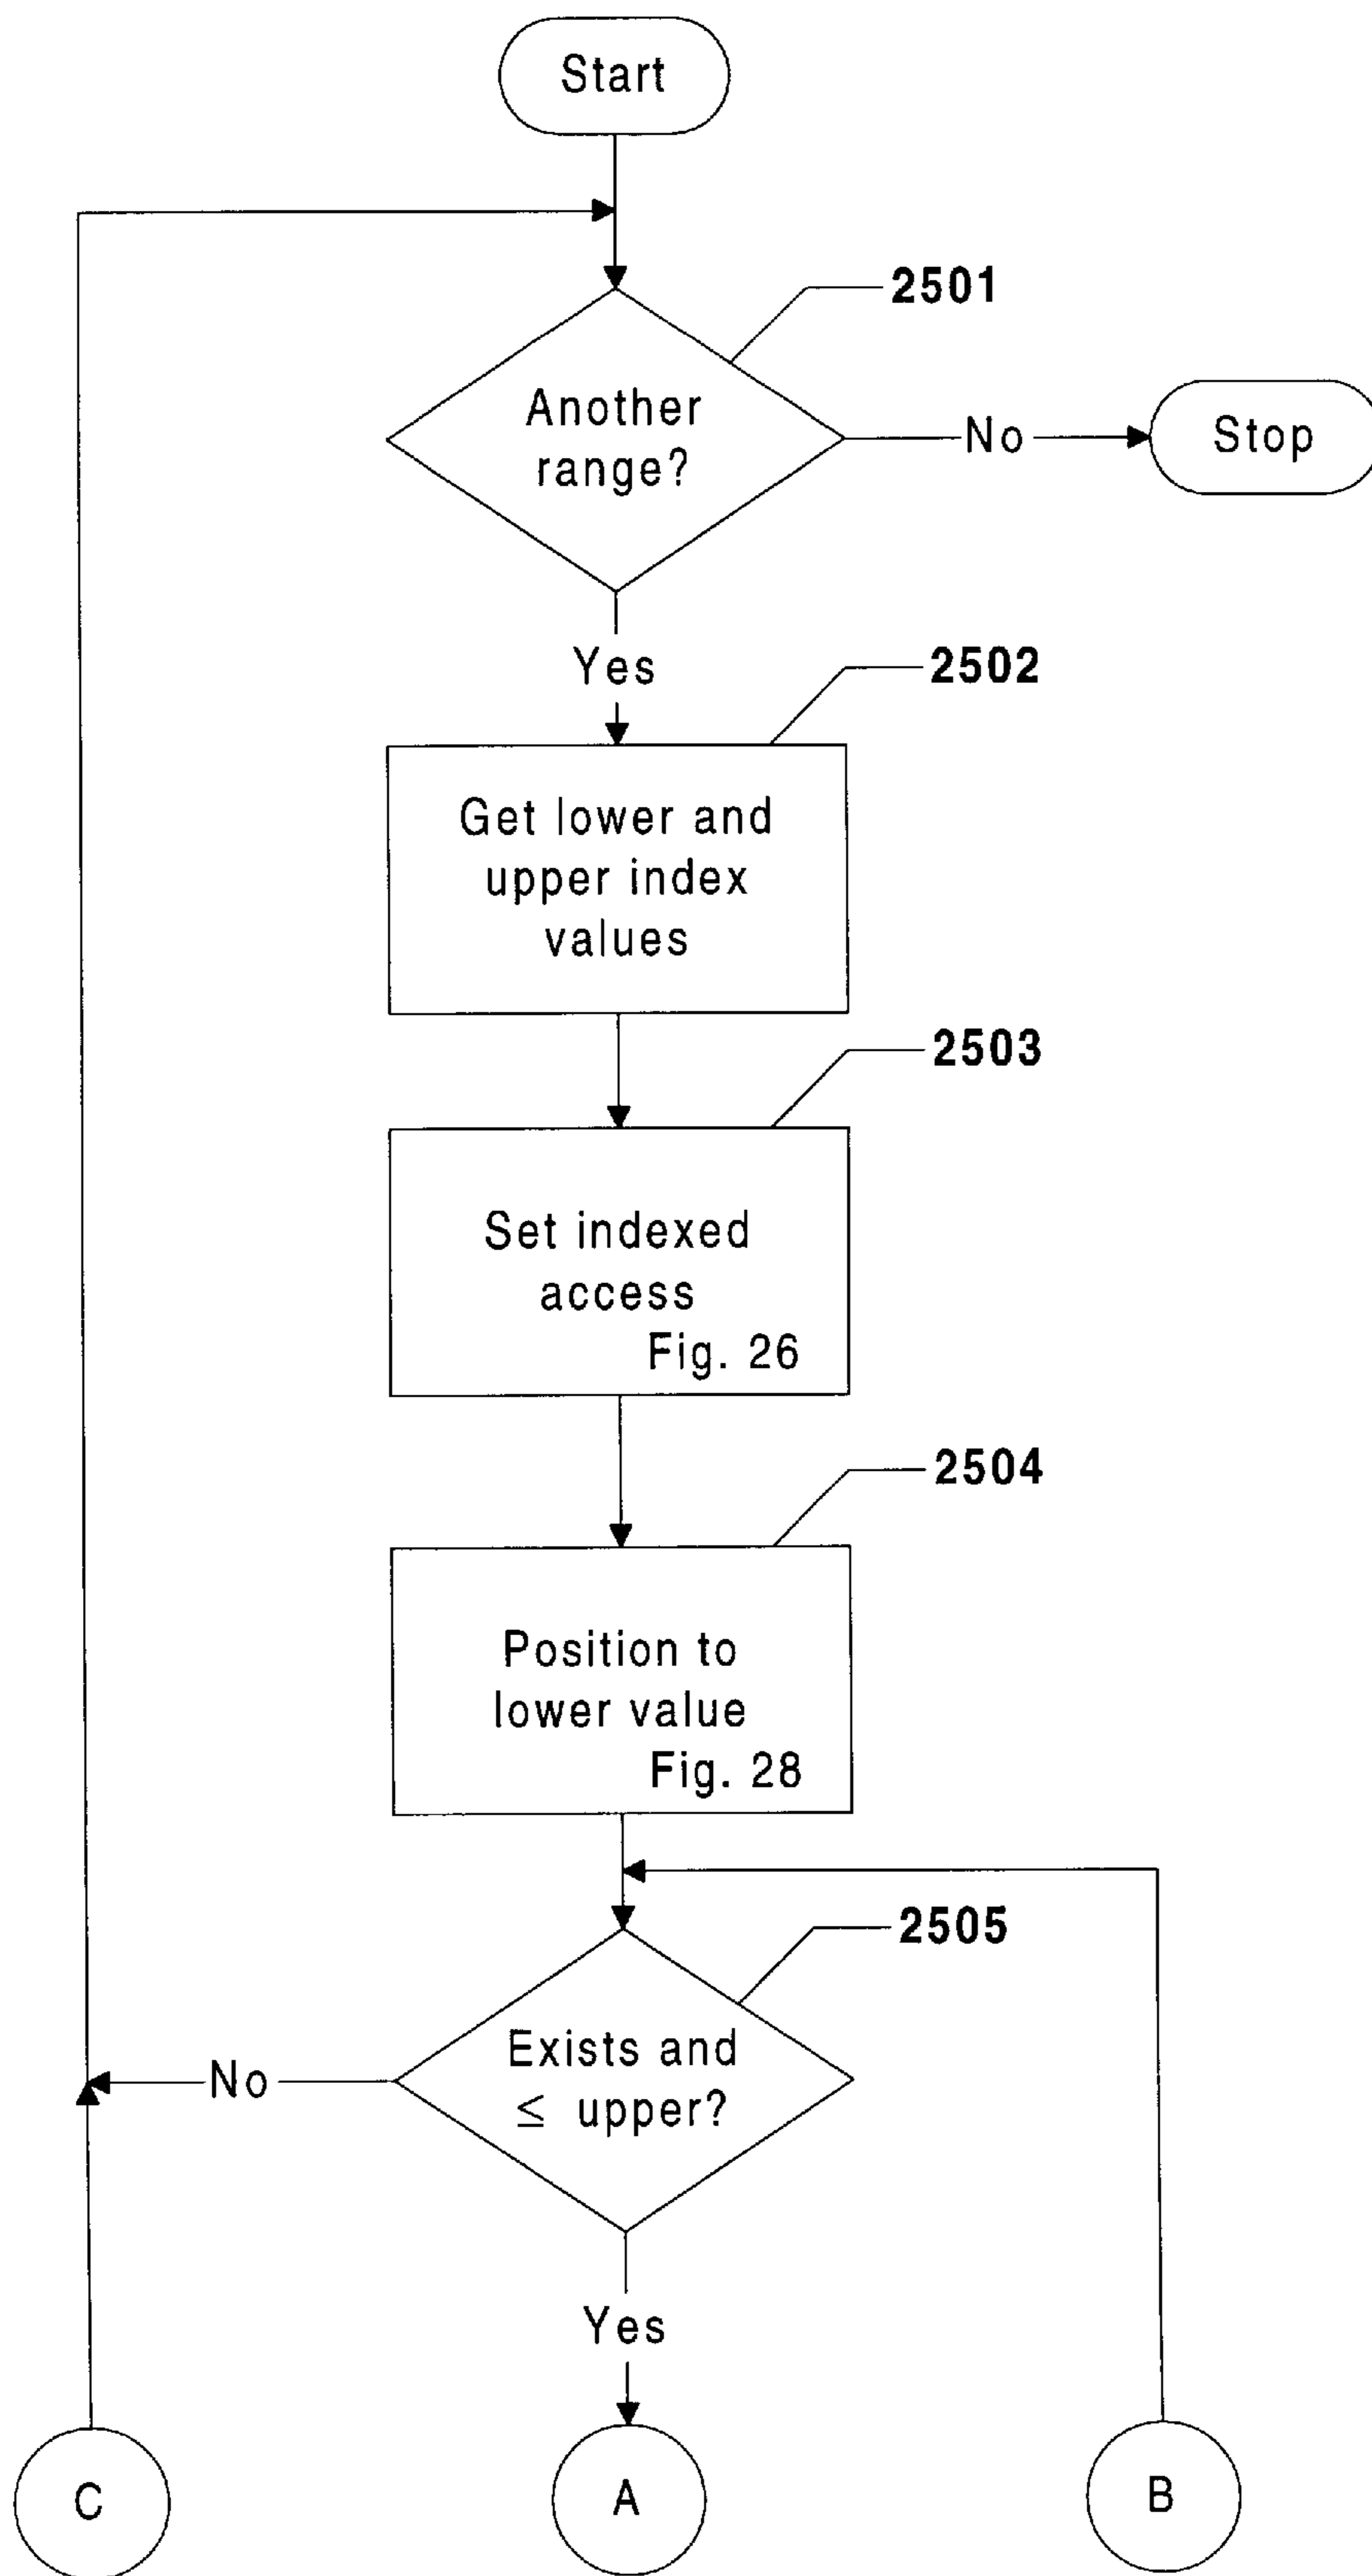 Start
2501
Another
range?
No
Stop
Yes
2502
Get lower and
upper index
values
2503
Set indexed
access
Fig. 26
2504
Position to
lower value
Fig. 28
2505
Exists and
≤ upper?
No
Yes
C
A
B